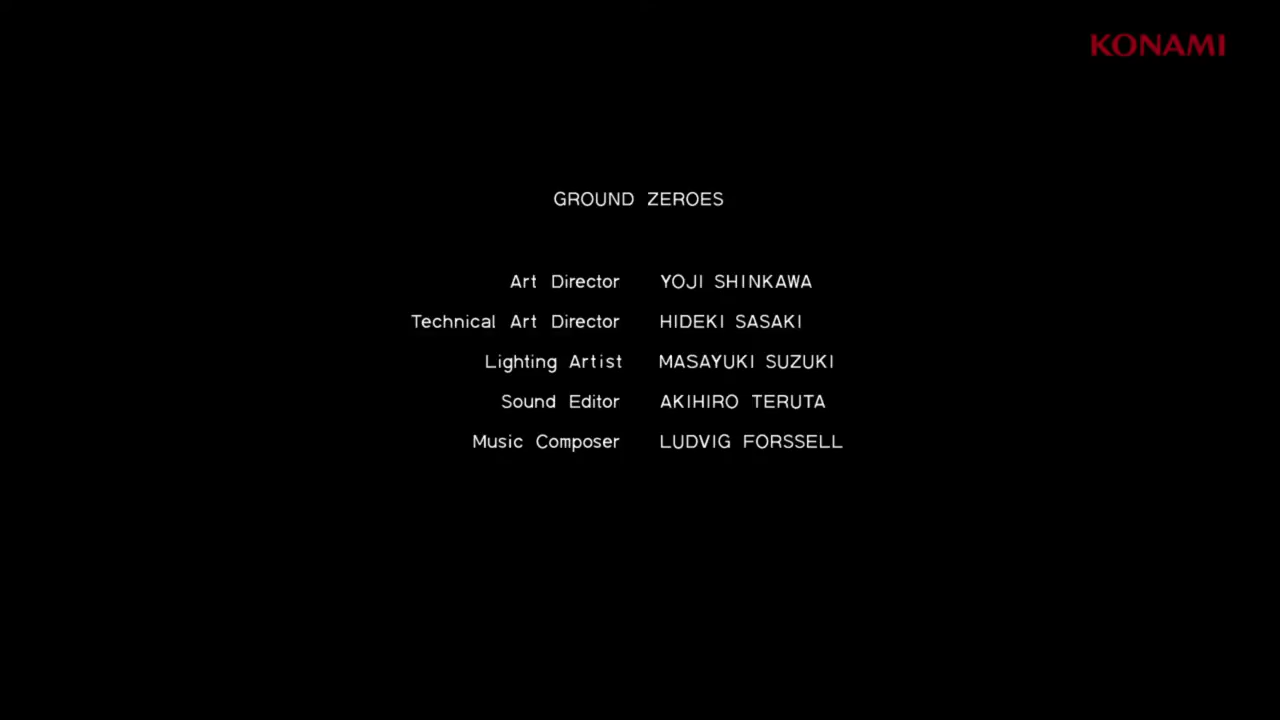 KONAMI
GROUND ZEROES
Art Director YOJI SHINKAWA
Technical Art Director HIDEKI SASAKI
Lighting Artist MASAYUKI SUZUKI
Sound Editor AKIHIRO TERUTA
Music Composer LUDVIG FORSSELL